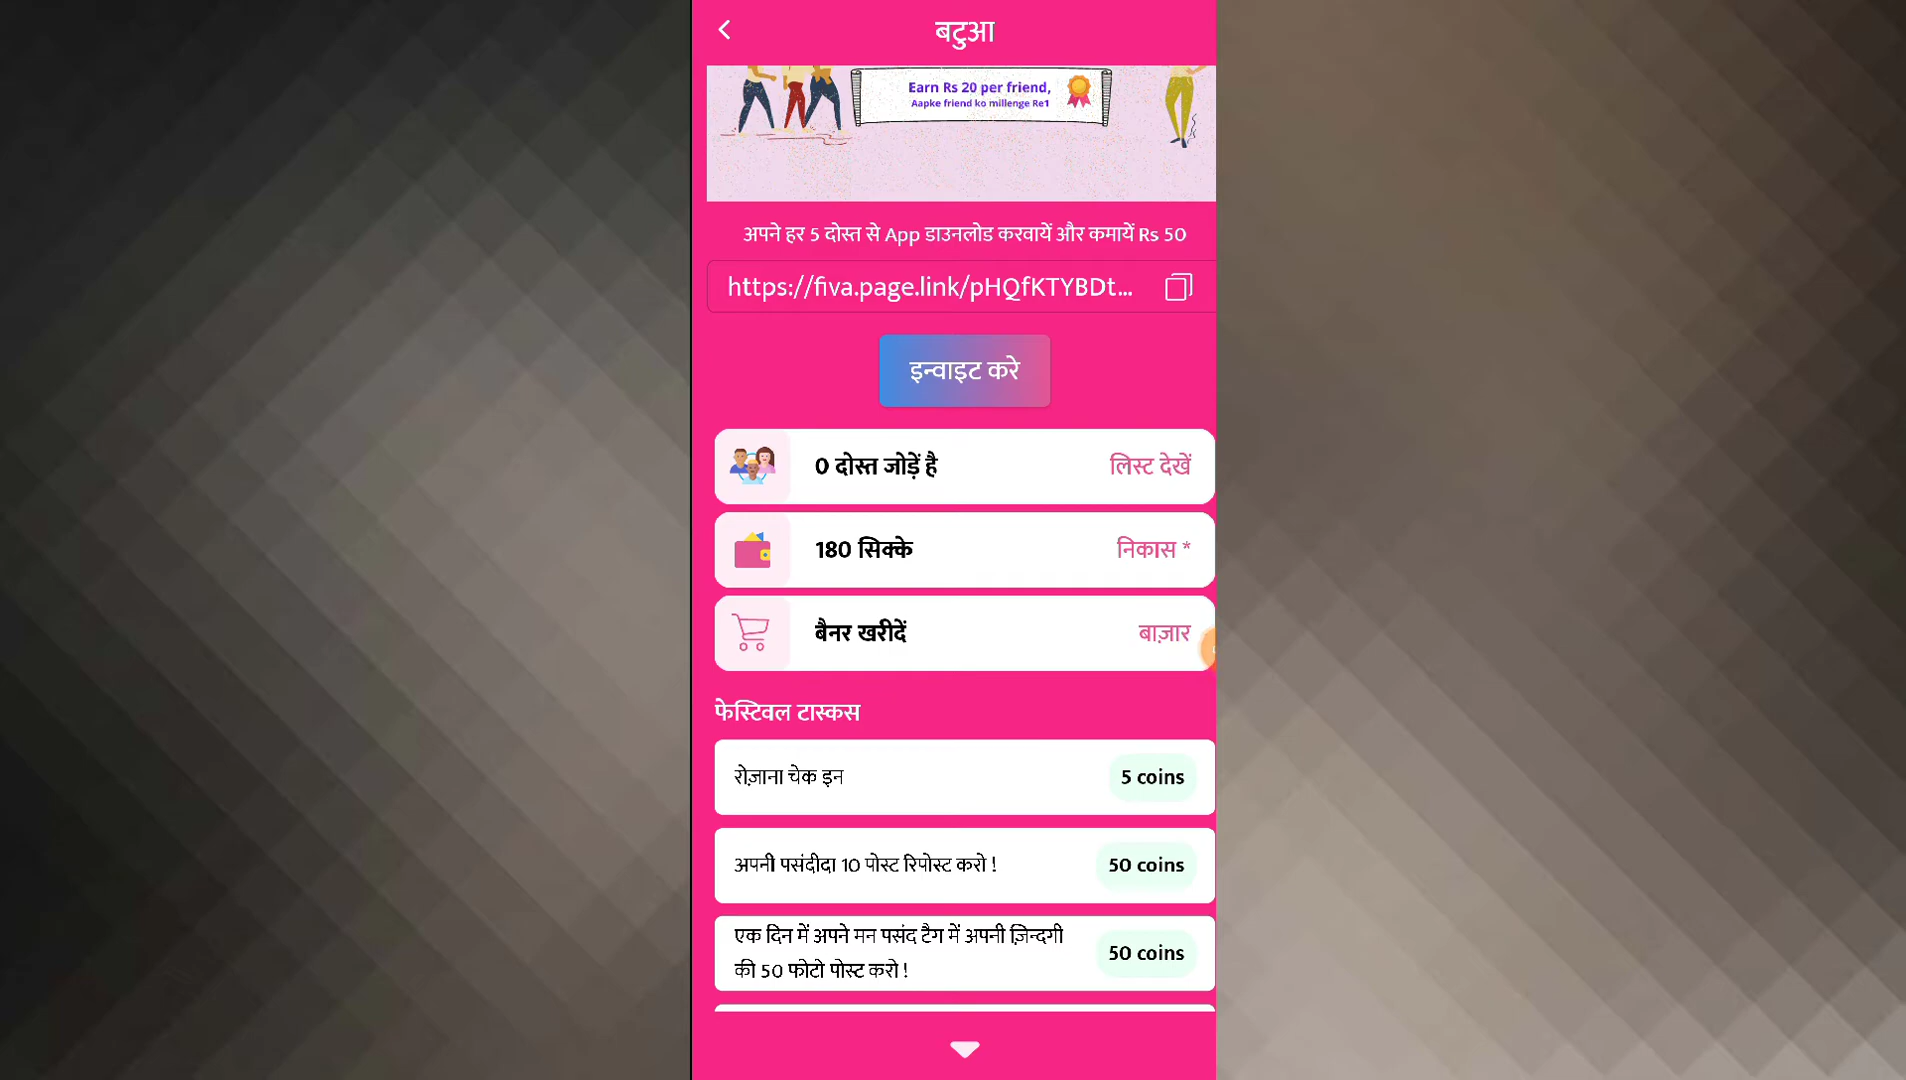 बटुआ
Earn Rs 20 per friend,
Aapke friend ko millenge Re1
अपने हर 5 दोस्त से App डाउनलोड करवायें और कमायें Rs 50
https://fiva.page.link/pHQfKTYBDt...
इन्वाइट करे
0 दोस्त जोड़ें है लिस्ट देखें
180 सिक्के निकास *
बैनर खरीदें बाज़ार
फेस्टिवल टास्कस
रोज़ाना चेक इन 5 coins
अपनी पसंदीदा 10 पोस्ट रिपोस्ट करो ! 50 coins
एक दिन में अपने मन पसंद टैग में अपनी ज़िन्दगी
की 50 फोटो पोस्ट करो ! 50 coins